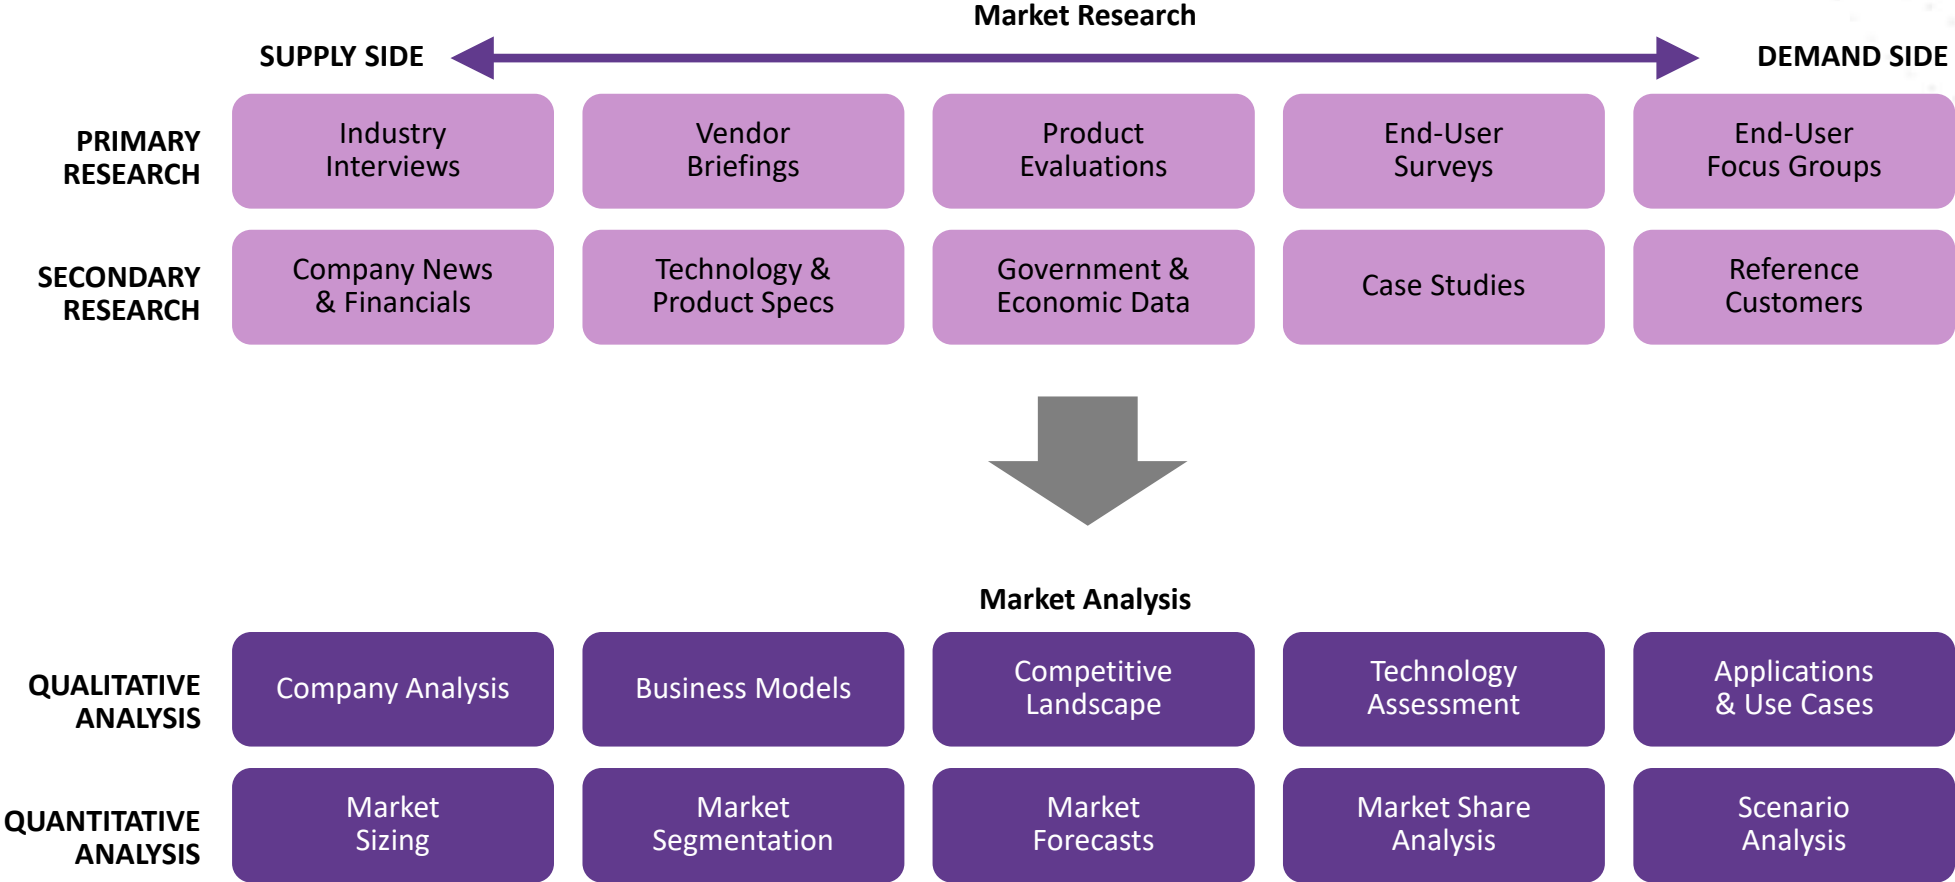 Market Research
SUPPLY SIDE
DEMAND SIDE
PRIMARY
RESEARCH
Industry
Interviews
Vendor
Briefings
Product
Evaluations
End-User
Surveys
End-User
Focus Groups
SECONDARY
RESEARCH
Company News
& Financials
Technology &
Product Specs
Government &
Economic Data
Case Studies
Reference
Customers
Market Analysis
QUALITATIVE
ANALYSIS
Company Analysis
Business Models
Competitive
Landscape
Technology
Assessment
Applications
& Use Cases
QUANTITATIVE
ANALYSIS
Market
Sizing
Market
Segmentation
Market
Forecasts
Market Share
Analysis
Scenario
Analysis